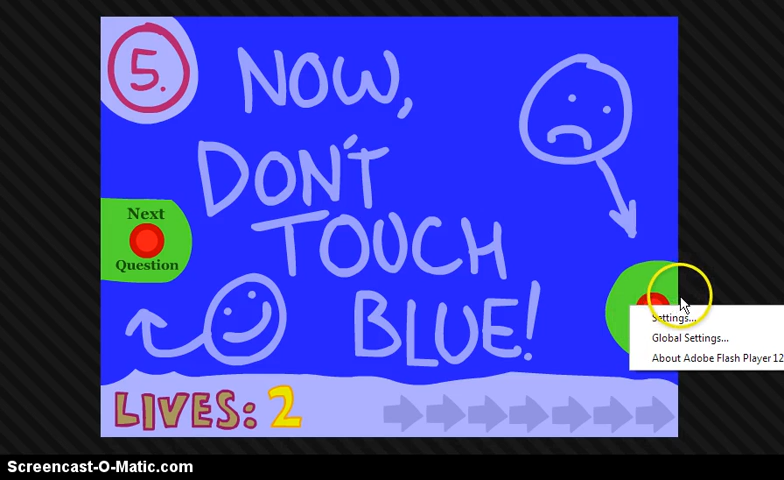 5.
NOW,
DON'T
TOUCH
BLUE!
Next
Question
Settings...
Global Settings...
About Adobe Flash Player 12
LIVES: 2
Screencast-O-Matic.com